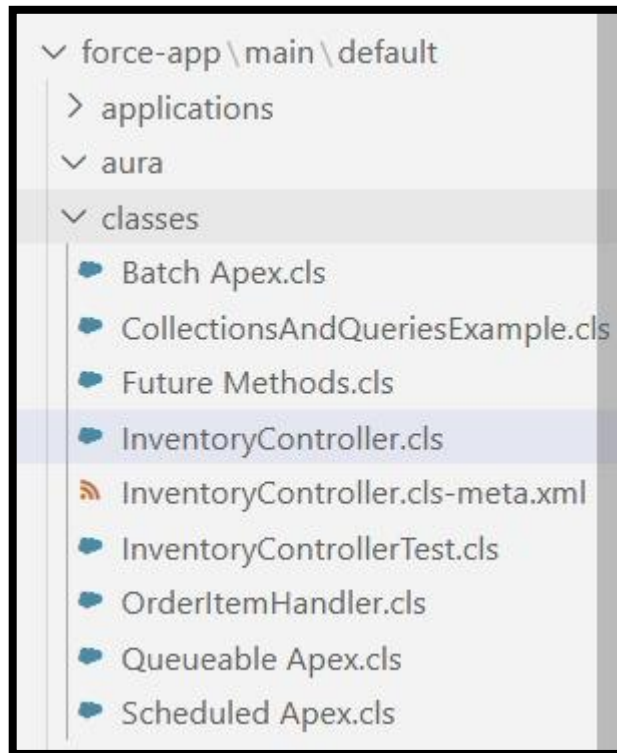 force-app\main\default
applications
aura
classes
Batch Apex.cls
CollectionsAndQueriesExample.cls
Future Methods.cls
InventoryController.cls
InventoryController.cls-meta.xml
InventoryControllerTest.cls
OrderItemHandler.cls
Queueable Apex.cls
Scheduled Apex.cls